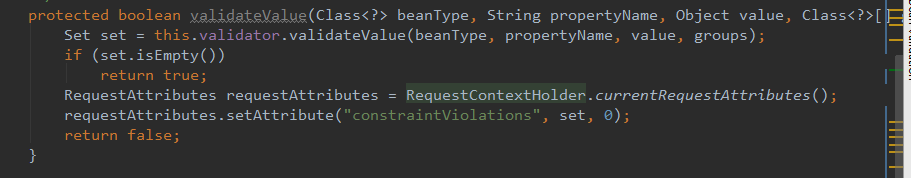 protected boolean validateValue(Class<?> beanType, String propertyName, Object value, Class<?>[]
Set set = this.validator.validateValue(beanType, propertyName, value, groups);
if (set.isEmpty())
return true;
RequestAttributes requestAttributes = RequestContextHolder.currentRequestAttributes();
requestAttributes.setAttribute("constraintViolations", set, 0);
return false;
}